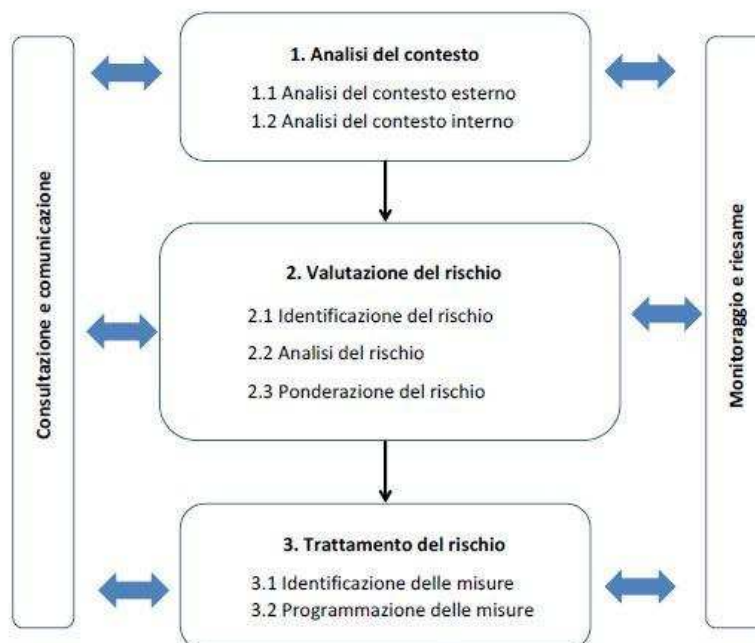 Consultazione e comunicazione
1. Analisi del contesto
1.1 Analisi del contesto esterno
1.2 Analisi del contesto interno
2. Valutazione del rischio
2.1 Identificazione del rischio
2.2 Analisi del rischio
2.3 Ponderazione del rischio
3. Trattamento del rischio
3.1 Identificazione delle misure
3.2 Programmazione delle misure
Monitoraggio e riesame